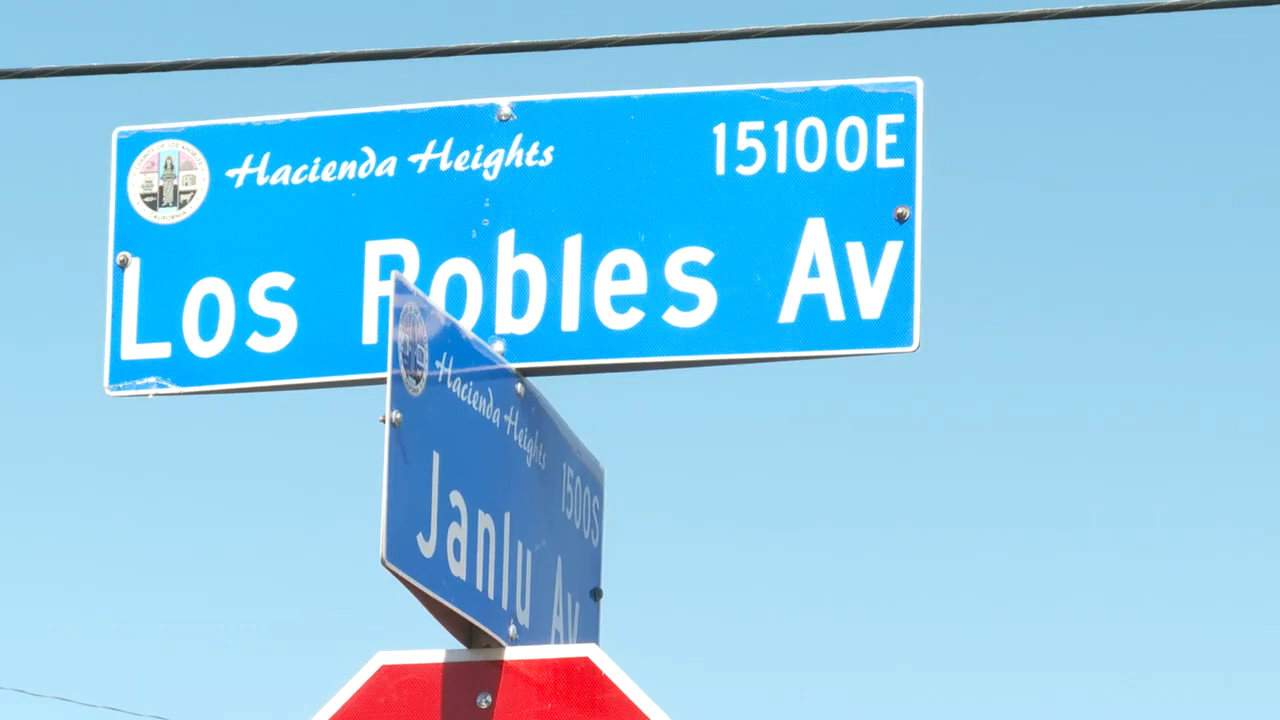 Hacienda Heights
15100E
Los Robles Av
Hacienda Heights
1500S
Janlu Av